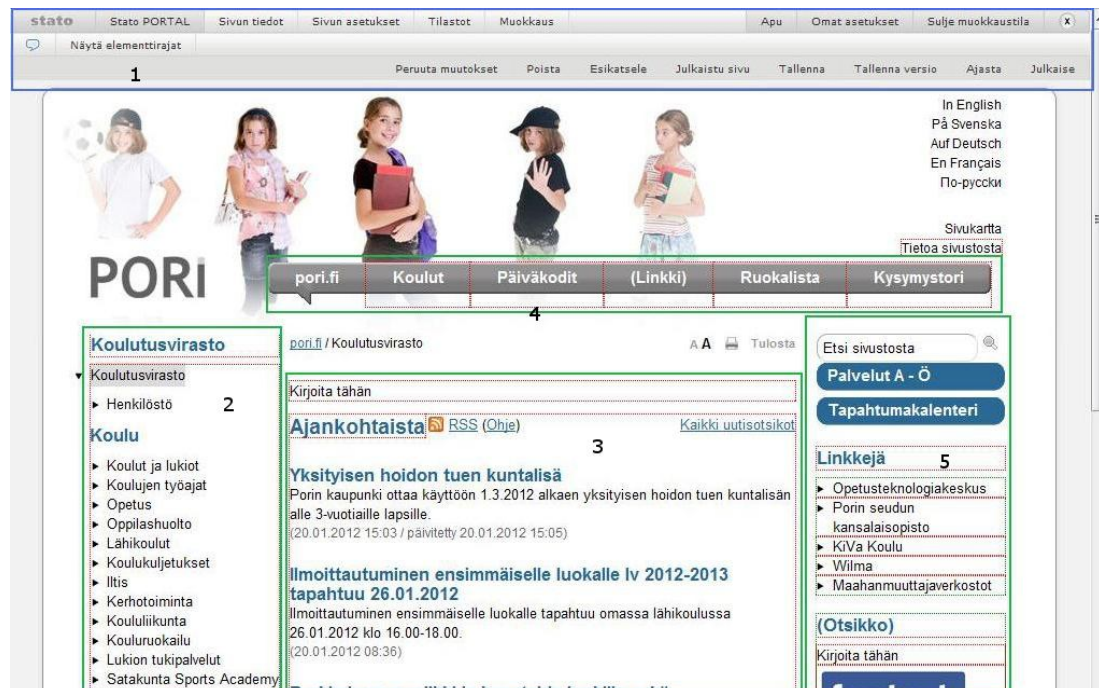 stato Stato PORTAL Sivun tiedot Sivun asetukset Tilastot Muokkaus Apu Omat asetukset Sulje muokkaustila x
Näytä elementtirajat
1 Peruuta muutokset Poista Esikatsele Julkaistu sivu Tallenna Tallenna versio Ajasta Julkaise
In English
På Svenska
Auf Deutsch
En Français
По-русски
Sivukartta
Tietoa sivustosta
PORi
pori.fi Koulut Päiväkodit (Linkki) Ruokalista Kysymystori
4
Koulutusvirasto
Koulutusvirasto
Henkilöstö
2
Koulu
Koulut ja lukiot
Koulujen työajat
Opetus
Oppilashuolto
Lähikoulut
Koulukuljetukset
Iltis
Kerhotoiminta
Koululiikunta
Kouluruokailu
Lukion tukipalvelut
Satakunta Sports Academy
pori.fi / Koulutusvirasto A A Tulosta
Kirjoita tähän
Ajankohtaista RSS (Ohje) Kaikki uutisotsikot
3
Yksityisen hoidon tuen kuntalisä
Porin kaupunki ottaa käyttöön 1.3.2012 alkaen yksityisen hoidon tuen kuntalisän
alle 3-vuotiaille lapsille.
(20.01.2012 15:03 / päivitetty 20.01.2012 15:05)
Ilmoittautuminen ensimmäiselle luokalle lv 2012-2013
tapahtuu 26.01.2012
Ilmoittautuminen ensimmäiselle luokalle tapahtuu omassa lähikoulussa
26.01.2012 klo 16.00-18.00.
(20.01.2012 08:36)
Etsi sivustosta
Palvelut A - Ö
Tapahtumakalenteri
Linkkejä 5
Opetusteknologiakeskus
Porin seudun
kansalaisopisto
KiVa Koulu
Wilma
Maahanmuuttajaverkostot
(Otsikko)
Kirjoita tähän